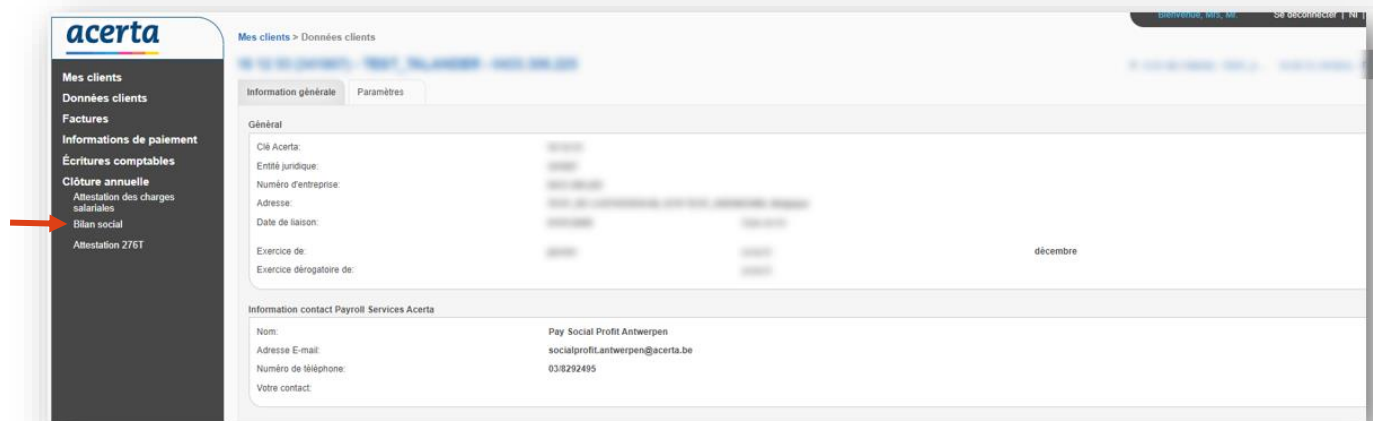 acerta
Bienvenue, Mrs, Mr. Se déconnecter | Nl |
Mes clients > Données clients
Mes clients
Données clients
Factures
Informations de paiement
Écritures comptables
Clôture annuelle
Attestation des charges
salariales
Bilan social
Attestation 276T
Information générale Paramètres
Général
Clé Acerta:
Entité juridique:
Numéro d'entreprise:
Adresse:
Date de liaison:
Exercice de: décembre
Exercice dérogatoire de:
Information contact Payroll Services Acerta
Nom: Pay Social Profit Antwerpen
Adresse E-mail: socialprofit.antwerpen@acerta.be
Numéro de téléphone: 03/8292495
Votre contact: